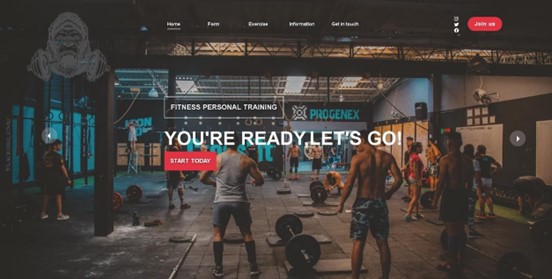 Home Form Exercise Information Get in touch Join us
FITNESS PERSONAL TRAINING
PROGENEX
YOU'RE READY,LET'S GO!
START TODAY